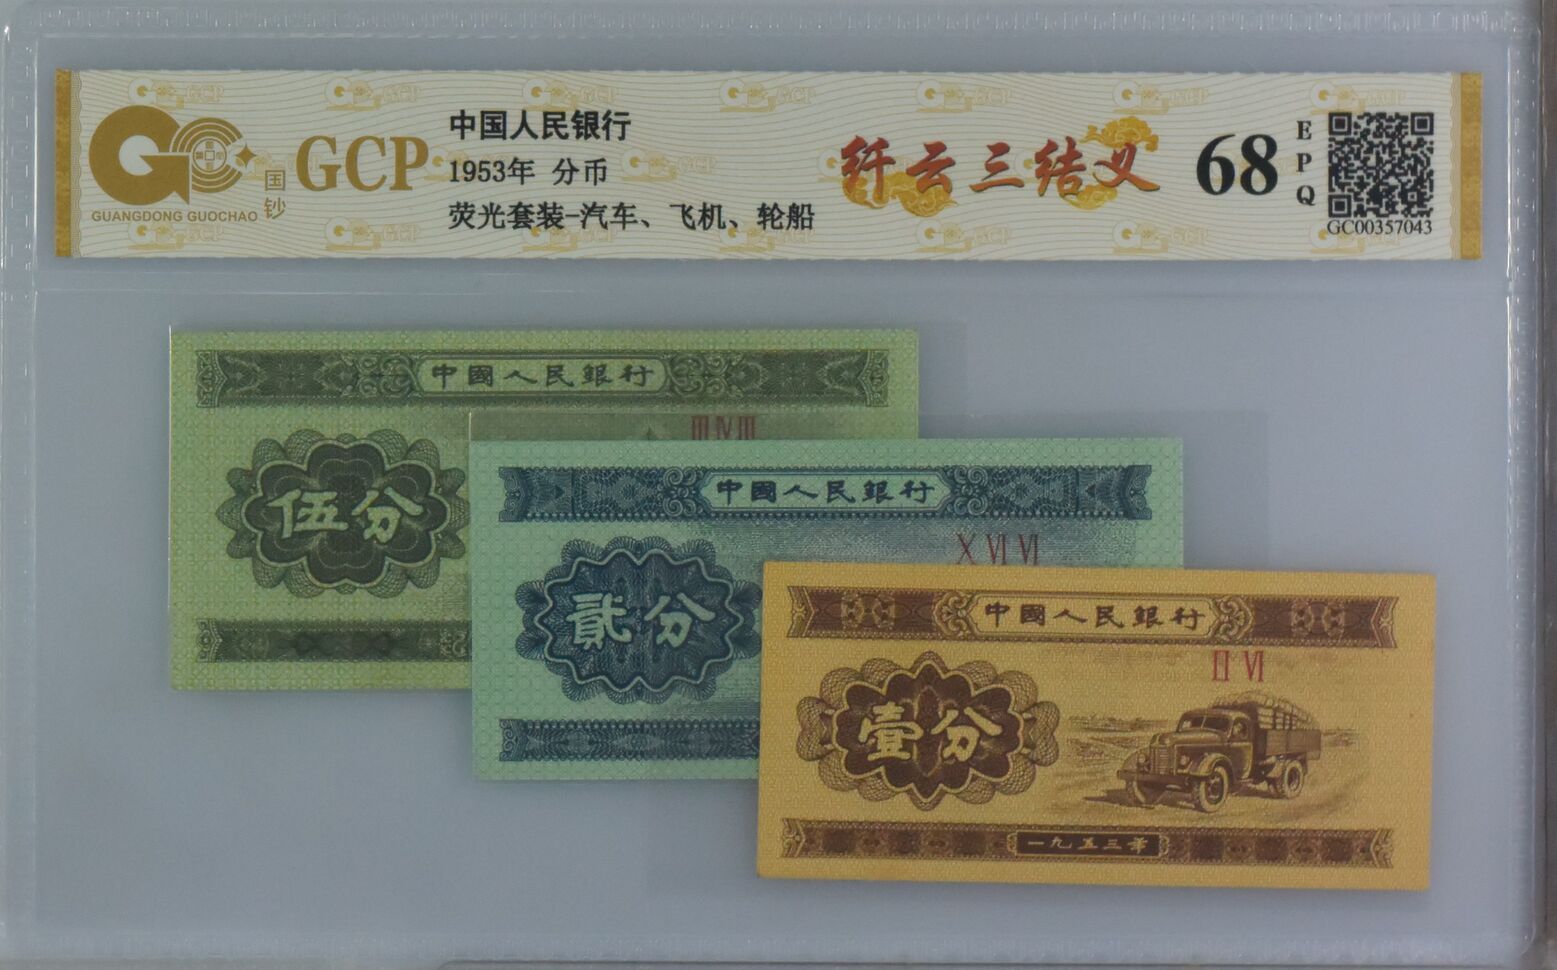 GCP
国钞
GUANGDONG GUOCHAO
中国人民银行
1953年 分币
荧光套装-汽车、飞机、轮船
纤云三结义
68
EPQ
GC00357043
中國人民銀行
III IV III
伍分
中國人民銀行
X VI VI
貳分
中國人民銀行
II VI
壹分
一九五三年